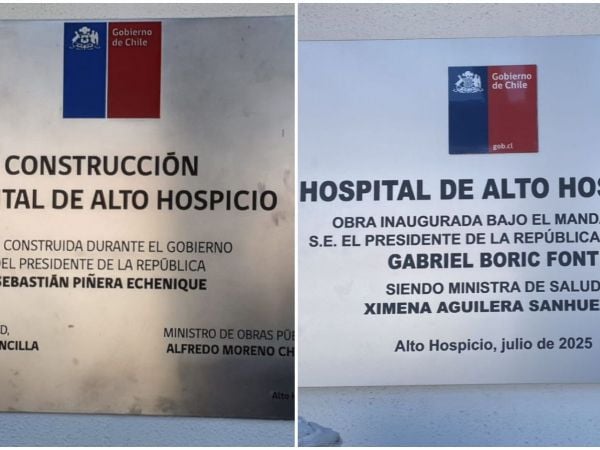 Gobierno
de Chile
CONSTRUCCIÓN
TAL DE ALTO HOSPICIO
CONSTRUIDA DURANTE EL GOBIERNO
DEL PRESIDENTE DE LA REPÚBLICA
SEBASTIÁN PIÑERA ECHENIQUE
D,
NCILLA
MINISTRO DE OBRAS PÚB
ALFREDO MORENO CH
Alto H
Gobierno
de Chile
gob.cl
HOSPITAL DE ALTO HOS
OBRA INAUGURADA BAJO EL MANDA
S.E. EL PRESIDENTE DE LA REPÚBLICA
GABRIEL BORIC FONT
SIENDO MINISTRA DE SALUD
XIMENA AGUILERA SANHUE
Alto Hospicio, julio de 2025